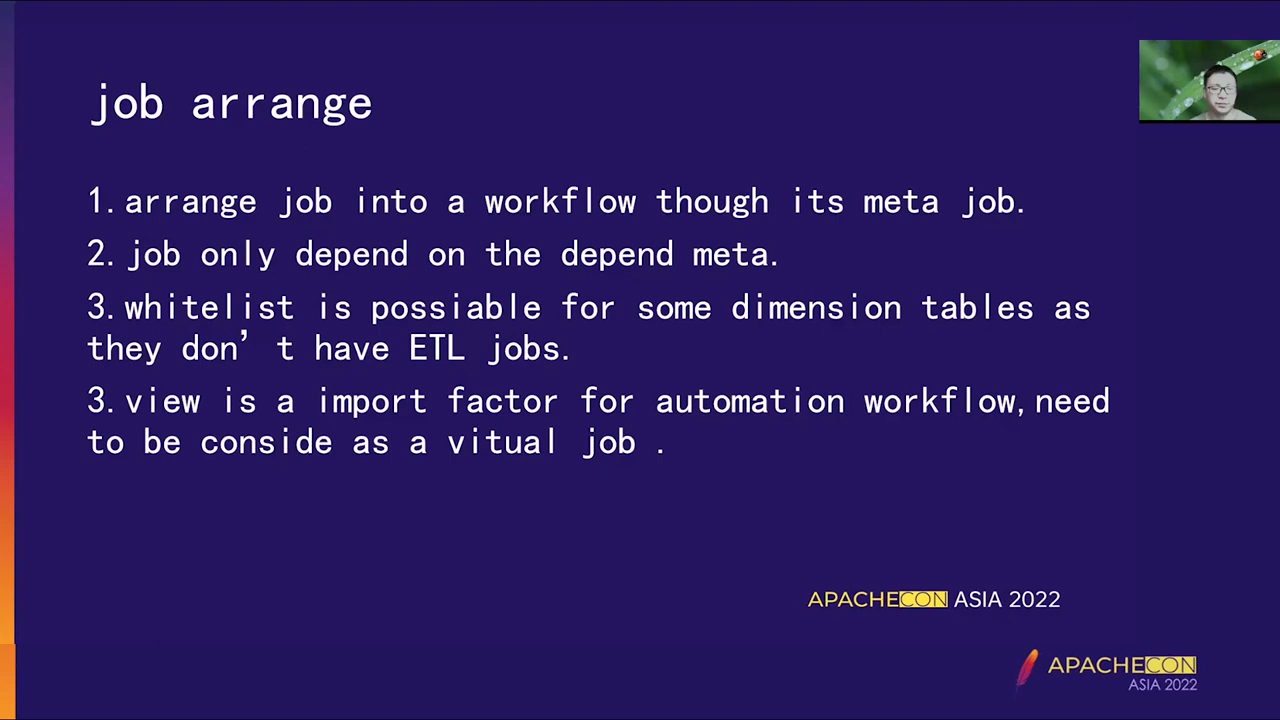 job arrange
1.arrange job into a workflow though its meta job.
2.job only depend on the depend meta.
3.whitelist is possiable for some dimension tables as
they don't have ETL jobs.
3.view is a import factor for automation workflow,need
to be conside as a vitual job .
APACHECON ASIA 2022
APACHECON
ASIA 2022